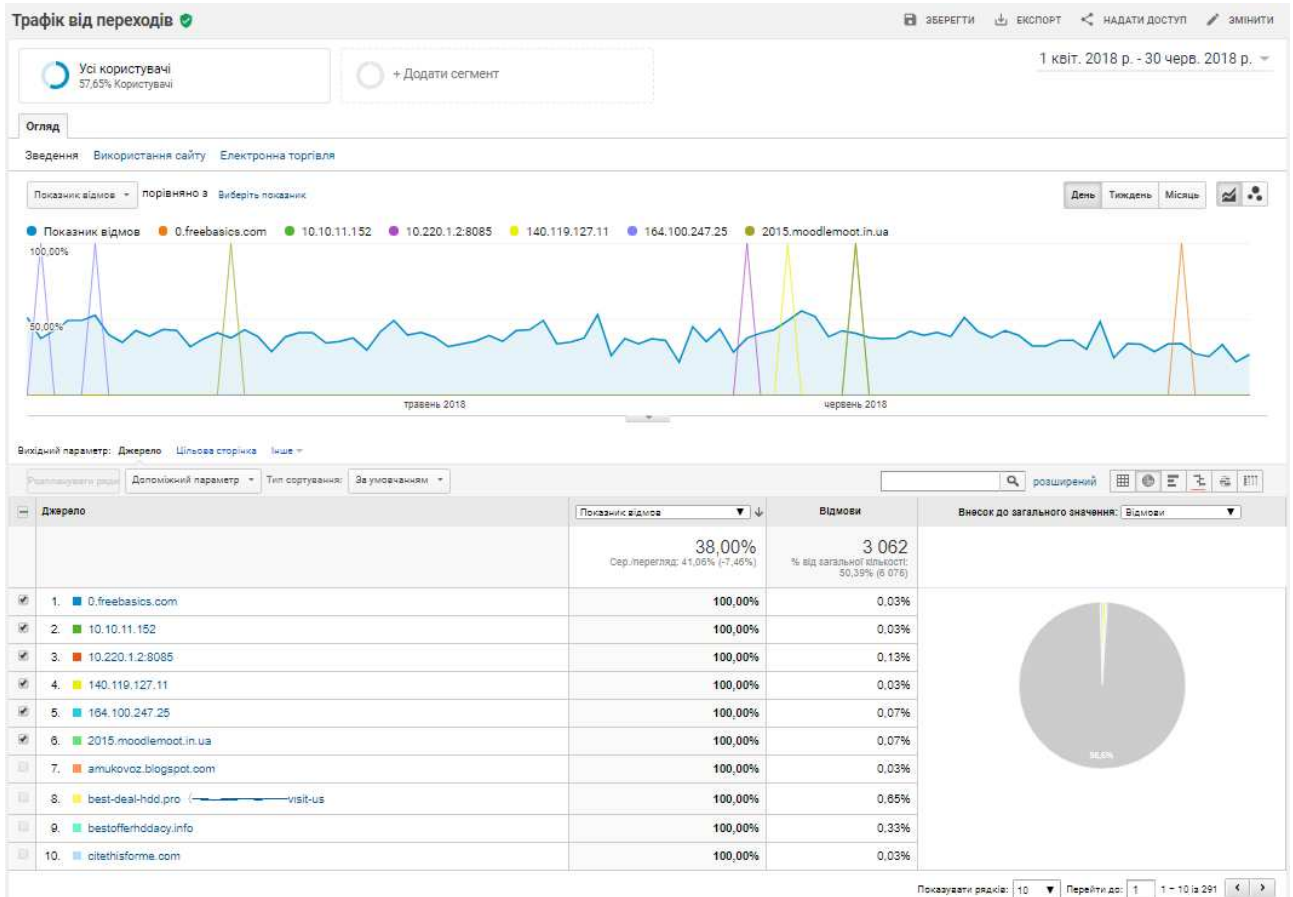 Трафік від переходів
ЗБЕРЕГТИ ЕКСПОРТ НАДАТИ ДОСТУП ЗМІНИТИ
Усі користувачі
57,65% Користувачі
+ Додати сегмент
1 квіт. 2018 р. - 30 черв. 2018 р.
Огляд
Зведення Використання сайту Електронна торгівля
Показник відмов порівняно з Виберіть показник
День Тиждень Місяць
Показник відмов 0.freebasics.com 10.10.11.152 10.220.1.2:8085 140.119.127.11 164.100.247.25 2015.moodlemoot.in.ua
100,00%
50,00%
травень 2018 червень 2018
Вихідний параметр: Джерело Цільова сторінка Інше
Розпланувати ряди Допоміжний параметр Тип сортування: За умовчанням розширений
Джерело Показник відмов Відмови Внесок до загального значення: Відмови
38,00% 3 062
Сер./перегляд: 41,06% (-7,46%) % від загальної кількості:
50,39% (6 076)
1. 0.freebasics.com 100,00% 0,03%
2. 10.10.11.152 100,00% 0,03%
3. 10.220.1.2:8085 100,00% 0,13%
4. 140.119.127.11 100,00% 0,03%
5. 164.100.247.25 100,00% 0,07%
6. 2015.moodlemoot.in.ua 100,00% 0,07%
7. amukovoz.blogspot.com 100,00% 0,03%
8. best-deal-hdd.pro visit-us 100,00% 0,65%
9. bestofferhddacy.info 100,00% 0,33%
10. citethisforme.com 100,00% 0,03%
Показувати рядків: 10 Перейти до: 1 1 - 10 із 291